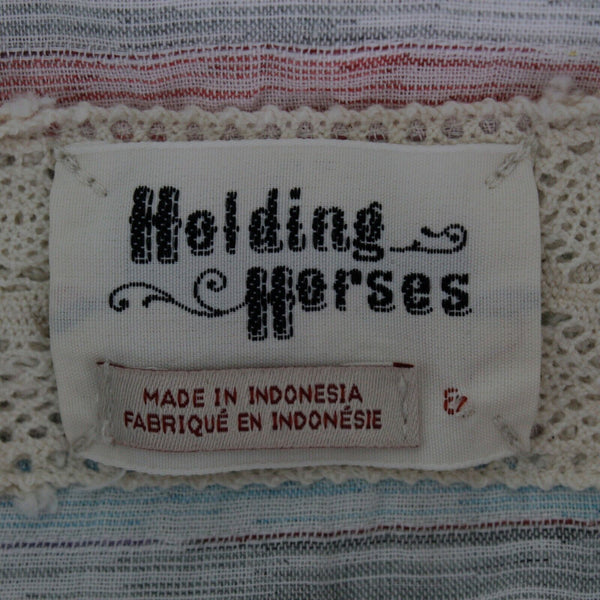 Holding
Horses
MADE IN INDONESIA
FABRIQUÉ EN INDONÉSIE